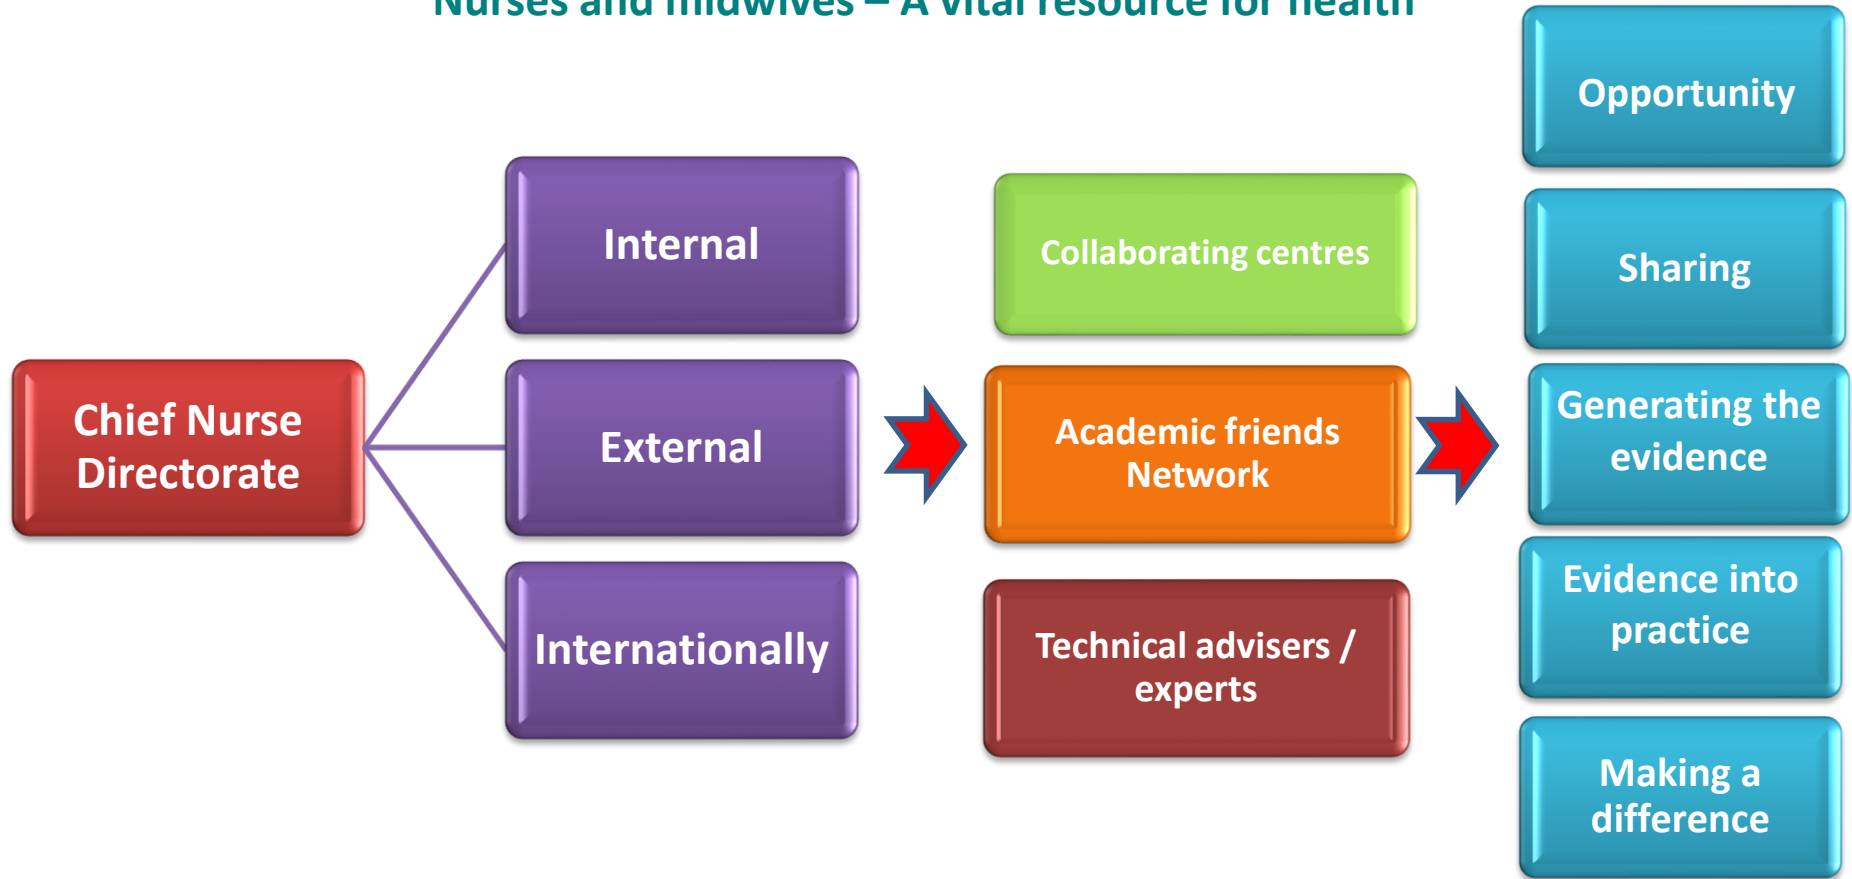 Nurses and midwives – A vital resource for health
Chief Nurse
Directorate
Internal
External
Internationally
Collaborating centres
Academic friends
Network
Technical advisers /
experts
Opportunity
Sharing
Generating the
evidence
Evidence into
practice
Making a
difference